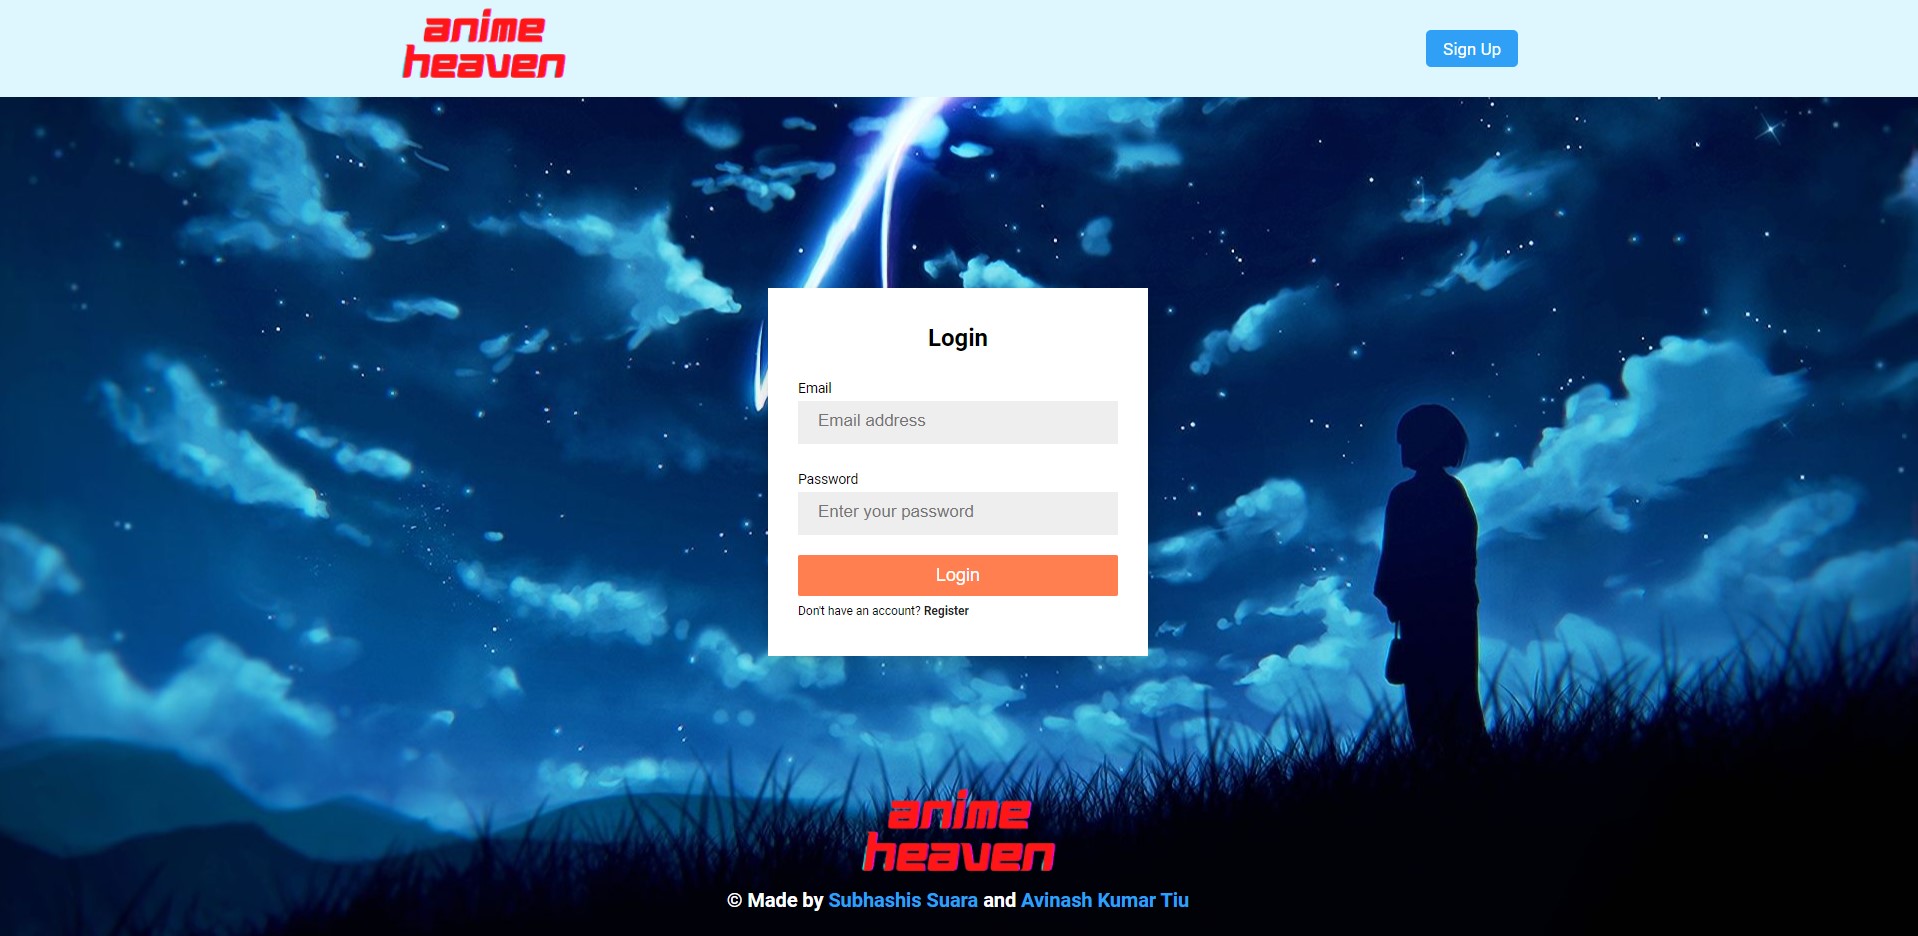 anime
heaven
Sign Up
Login
Email
Email address
Password
Enter your password
Login
Don't have an account? Register
anime
heaven
© Made by Subhashis Suara and Avinash Kumar Tiu